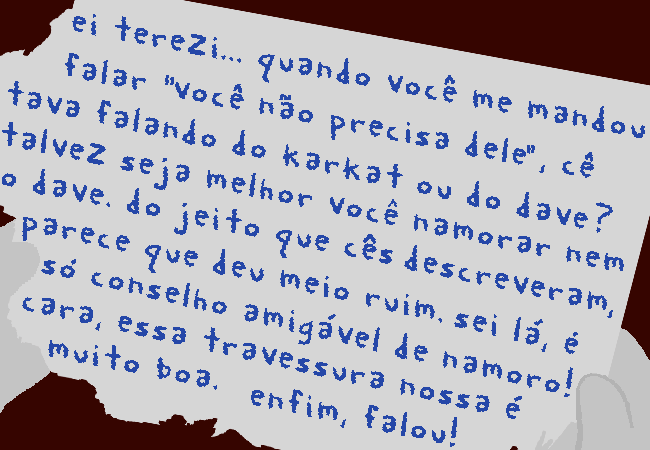 ei terezi... quando você me mandou
falar "você não precisa dele", cê
tava falando do karkat ou do dave?
talvez seja melhor você namorar nem
o dave. do jeito que cês descreveram,
parece que deu meio ruim. sei lá, é
só conselho amigável de namoro!
cara, essa travessura nossa é
muito boa. enfim, falou!